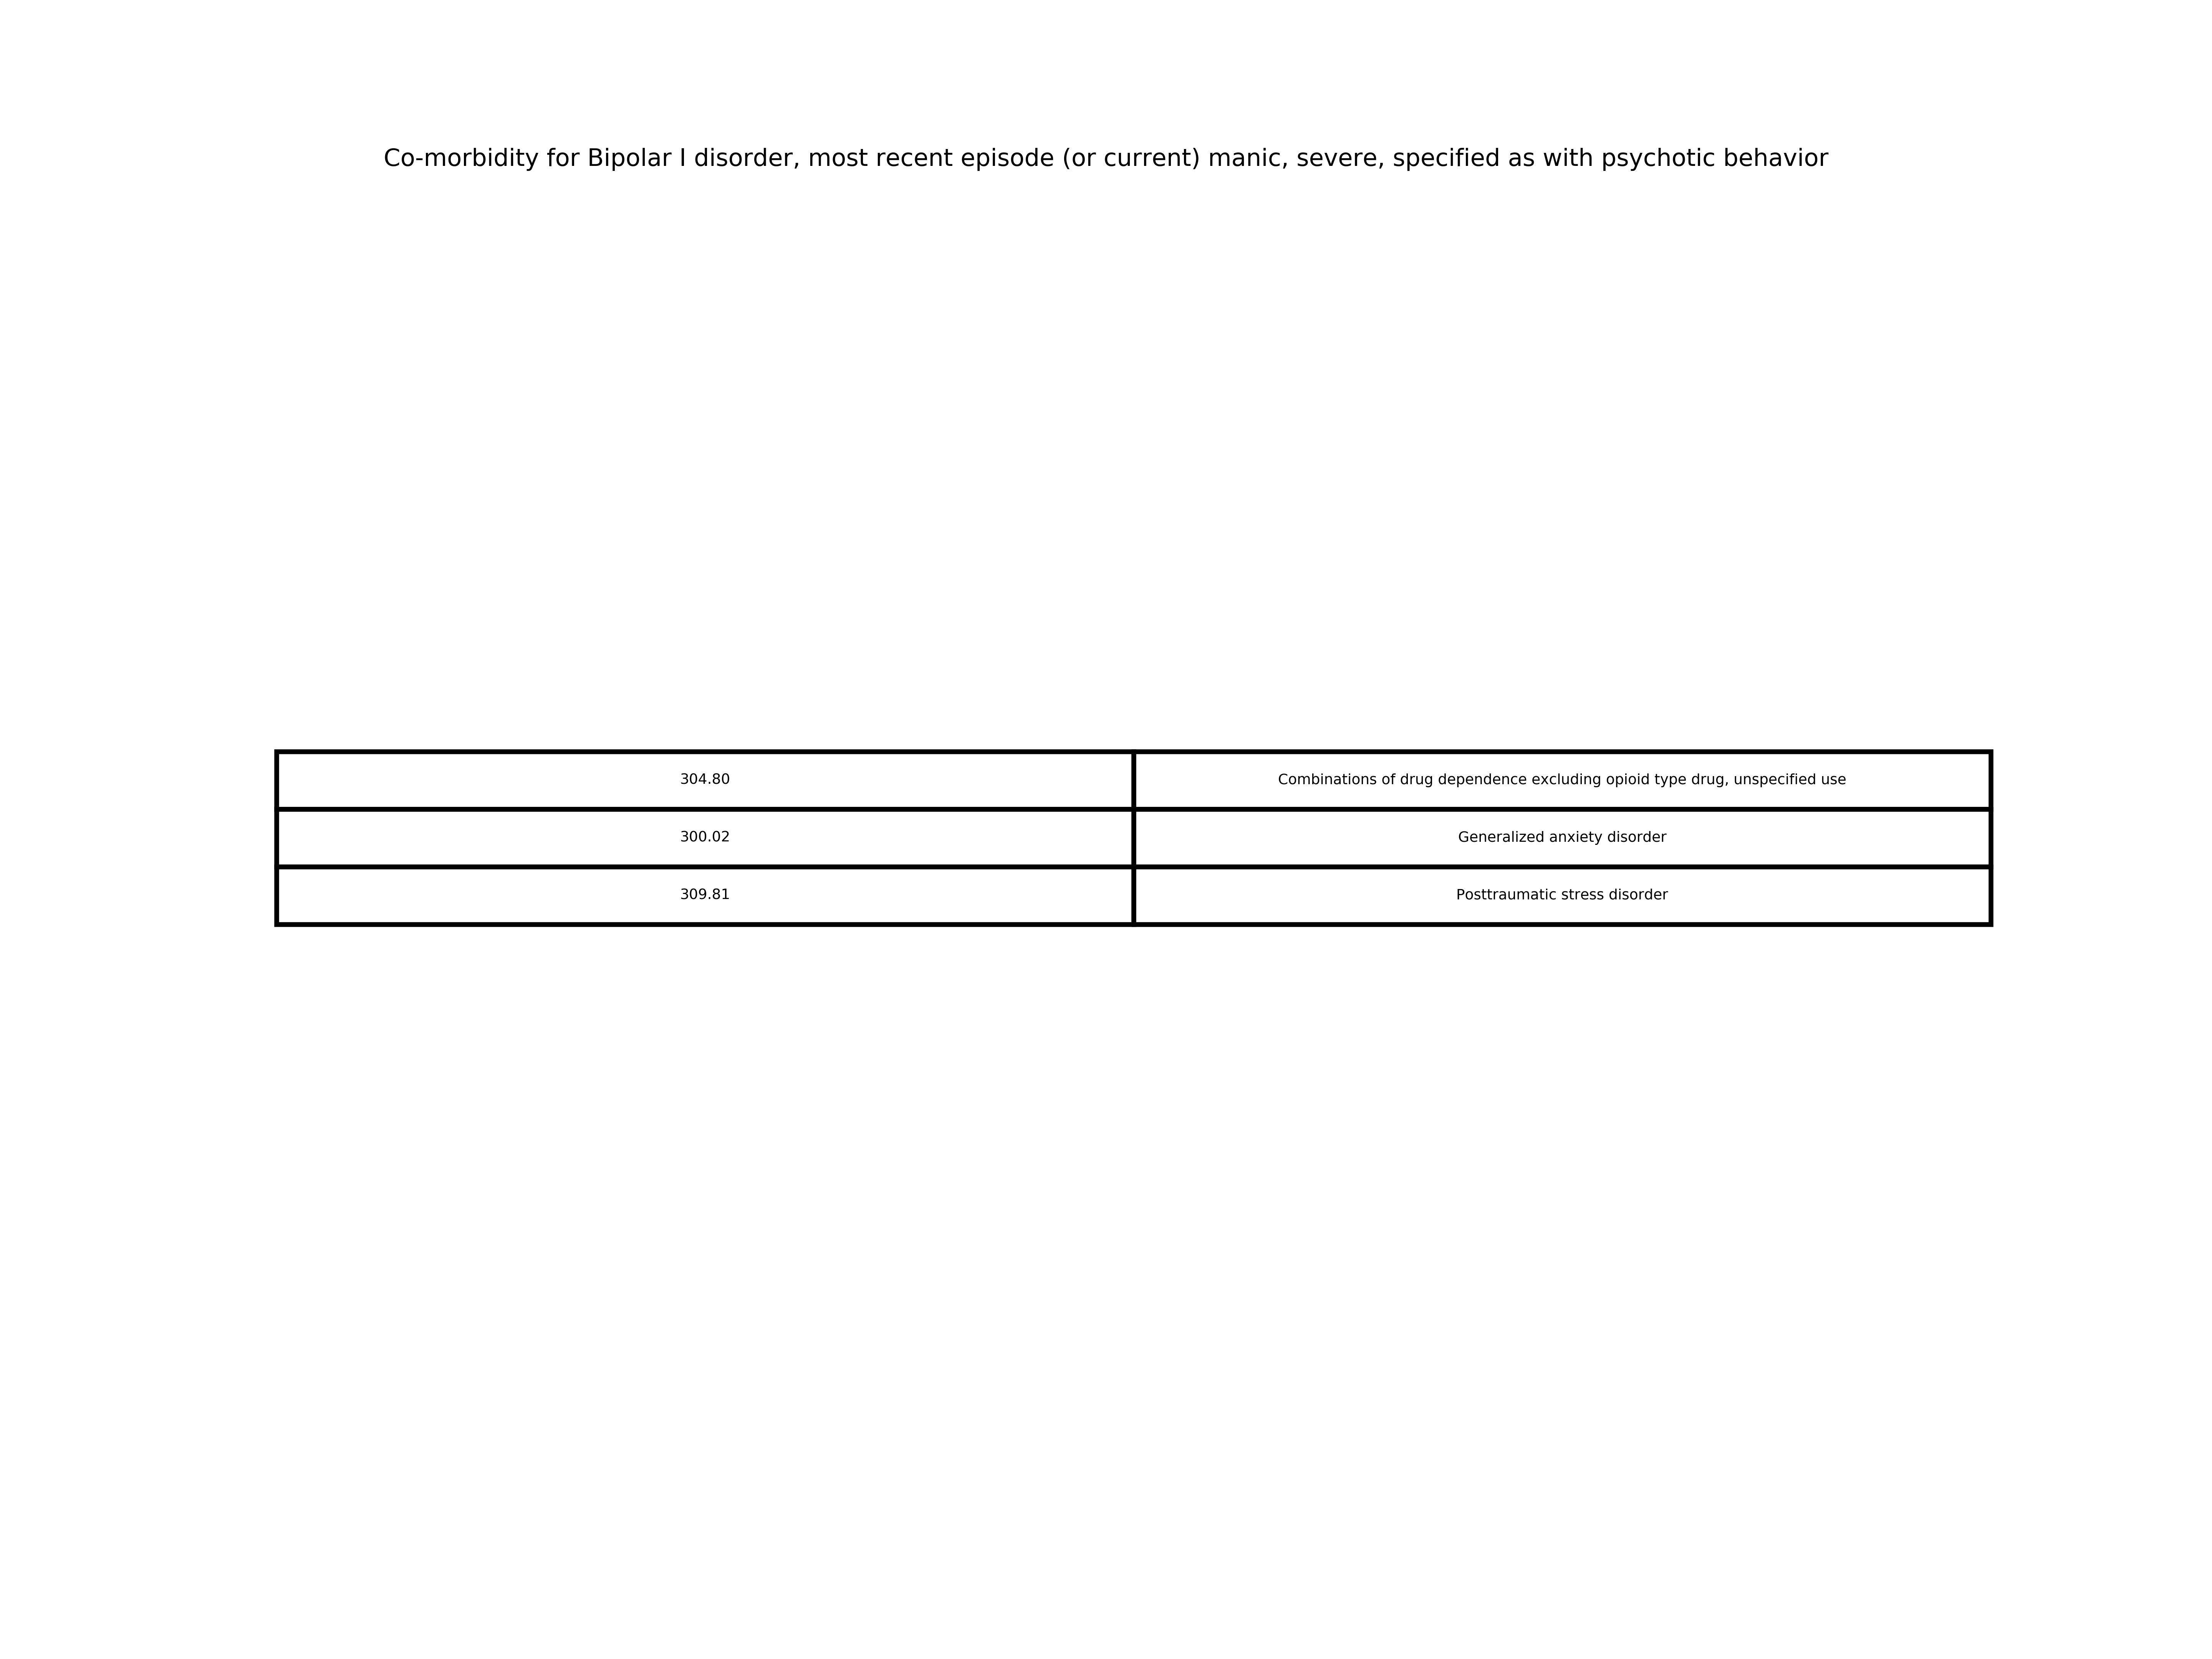 Co-morbidity for Bipolar I disorder, most recent episode (or current) manic, severe, specified as with psychotic behavior
304.80 Combinations of drug dependence excluding opioid type drug, unspecified use
300.02 Generalized anxiety disorder
309.81 Posttraumatic stress disorder